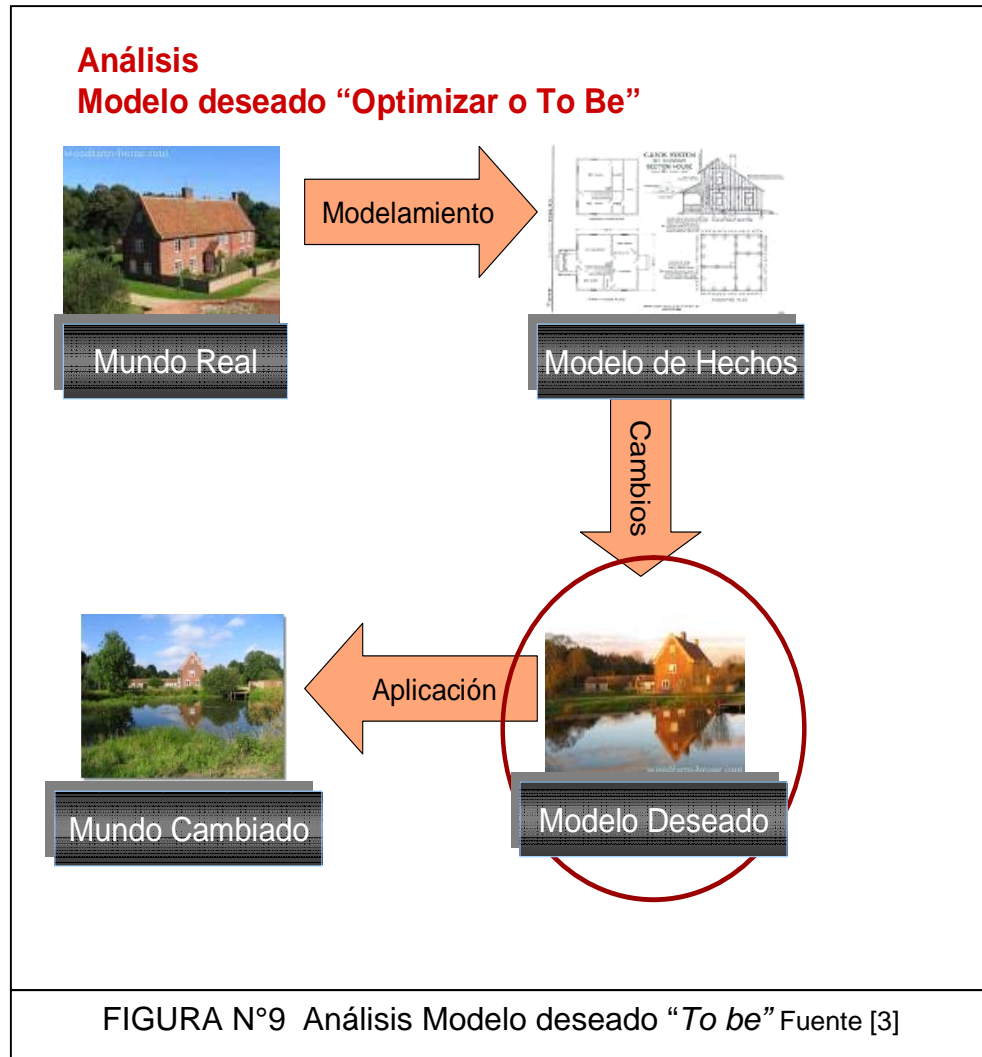 Análisis
Modelo deseado “Optimizar o To Be”
Modelamiento
Mundo Real
Modelo de Hechos
Cambios
Aplicación
Mundo Cambiado
Modelo Deseado
FIGURA N°9 Análisis Modelo deseado “To be” Fuente [3]